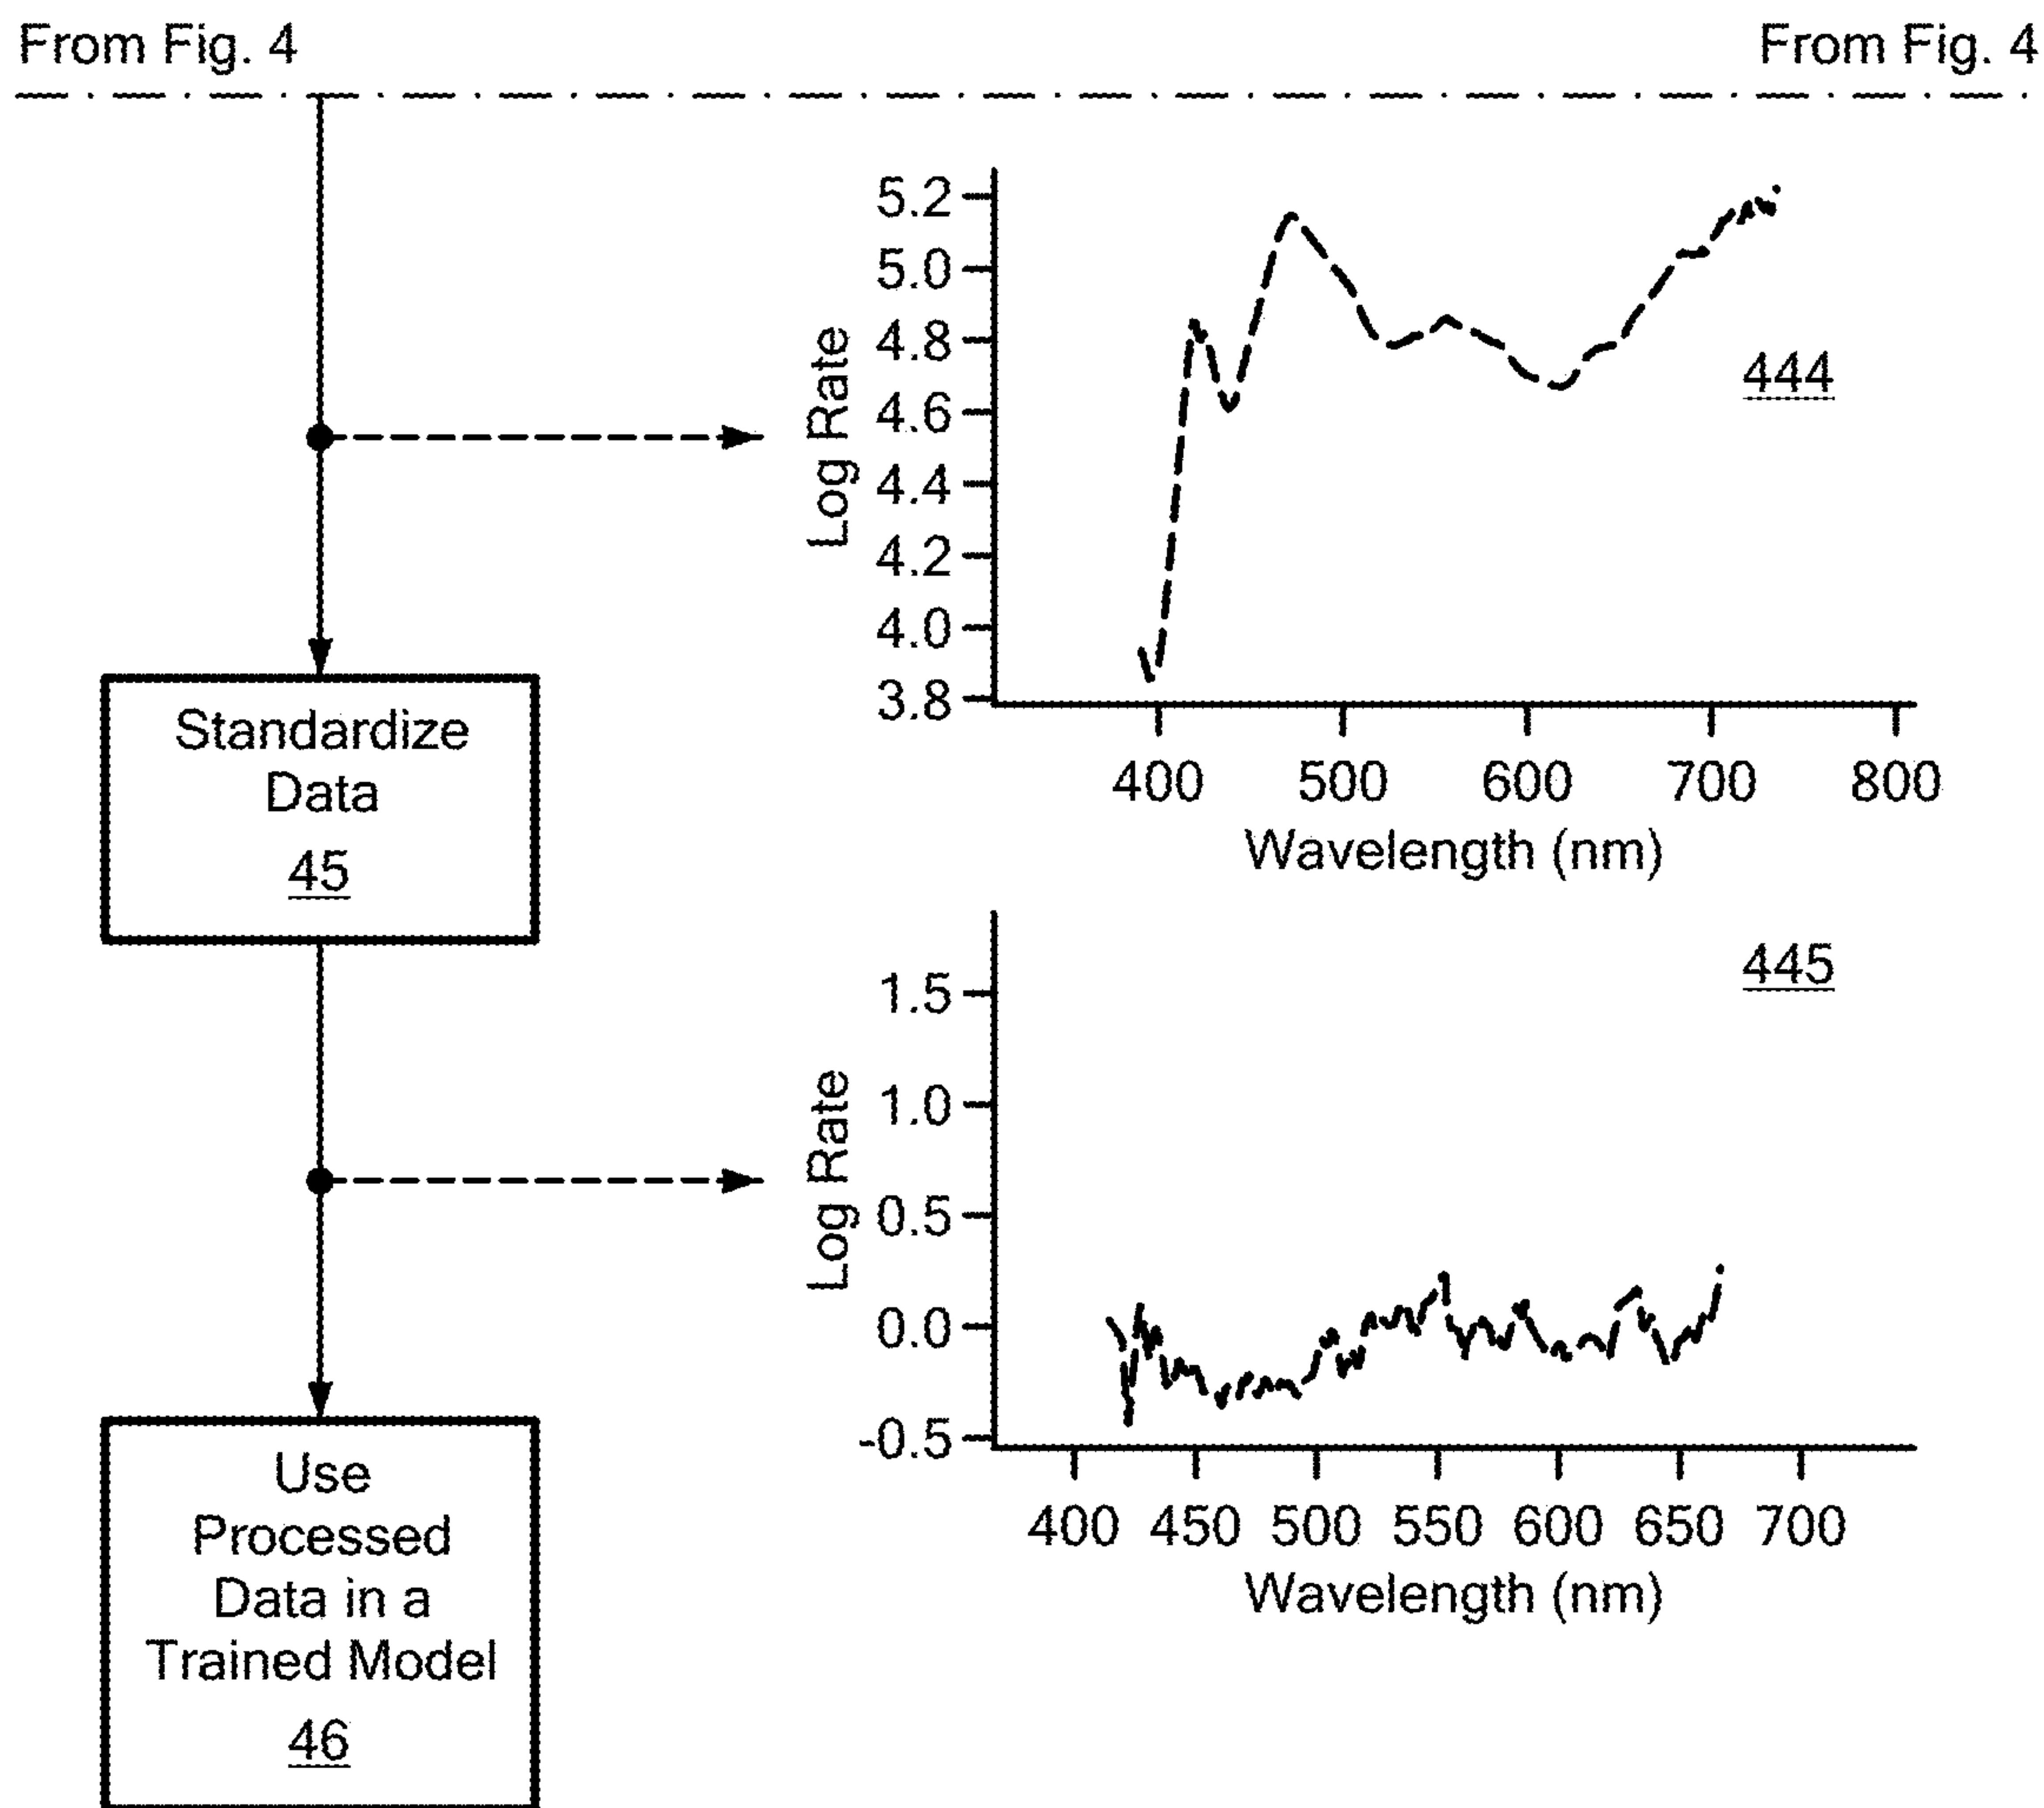 From Fig. 4
From Fig. 4
5.2
5.0
4.8
4.6
4.4
4.2
4.0
3.8
Log Rate
444
400 500 600 700 800
Wavelength (nm)
Standardize
Data
45
445
1.5
1.0
0.5
0.0
-0.5
Log Rate
400 450 500 550 600 650 700
Wavelength (nm)
Use
Processed
Data in a
Trained Model
46